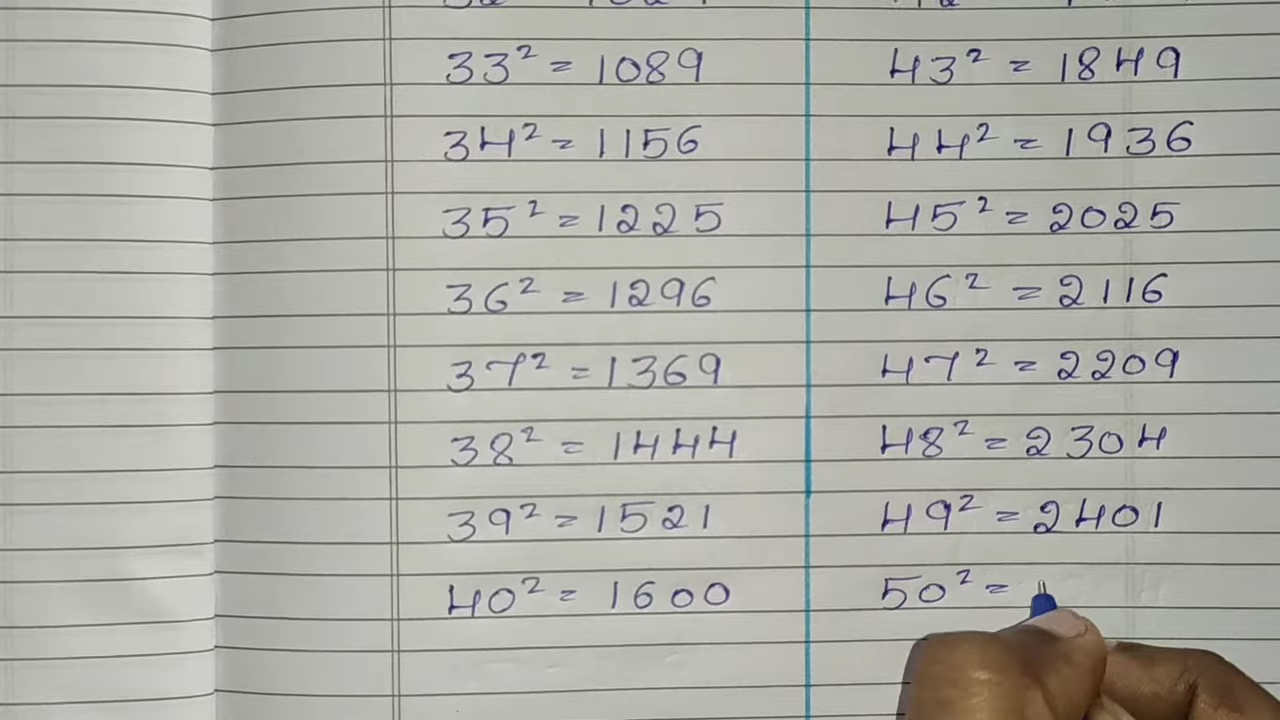 33² = 1089
34² = 1156
35² = 1225
36² = 1296
37² = 1369
38² = 1444
39² = 1521
40² = 1600
43² = 1849
44² = 1936
45² = 2025
46² = 2116
47² = 2209
48² = 2304
49² = 2401
50² =